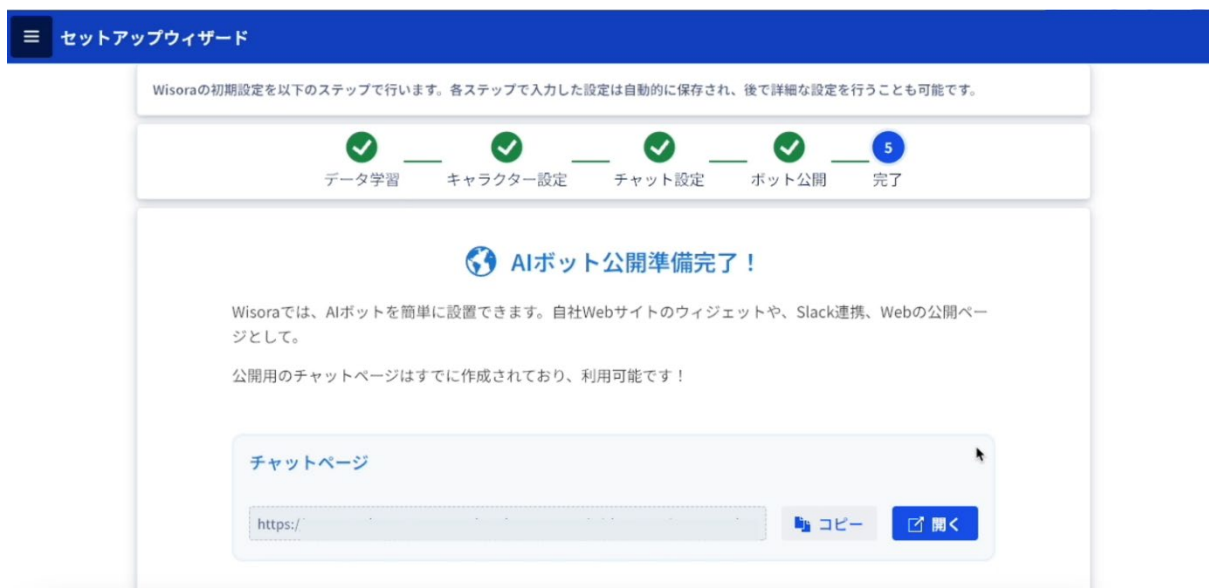 セットアップウィザード
Wisoraの初期設定を以下のステップで行います。各ステップで入力した設定は自動的に保存され、後で詳細な設定を行うことも可能です。
データ学習
キャラクター設定
チャット設定
ボット公開
5
完了
AIボット公開準備完了！
Wisoraでは、AIボットを簡単に設置できます。自社Webサイトのウィジェットや、Slack連携、Webの公開ペー
ジとして。
公開用のチャットページはすでに作成されており、利用可能です！
チャットページ
https:/
コピー
開く